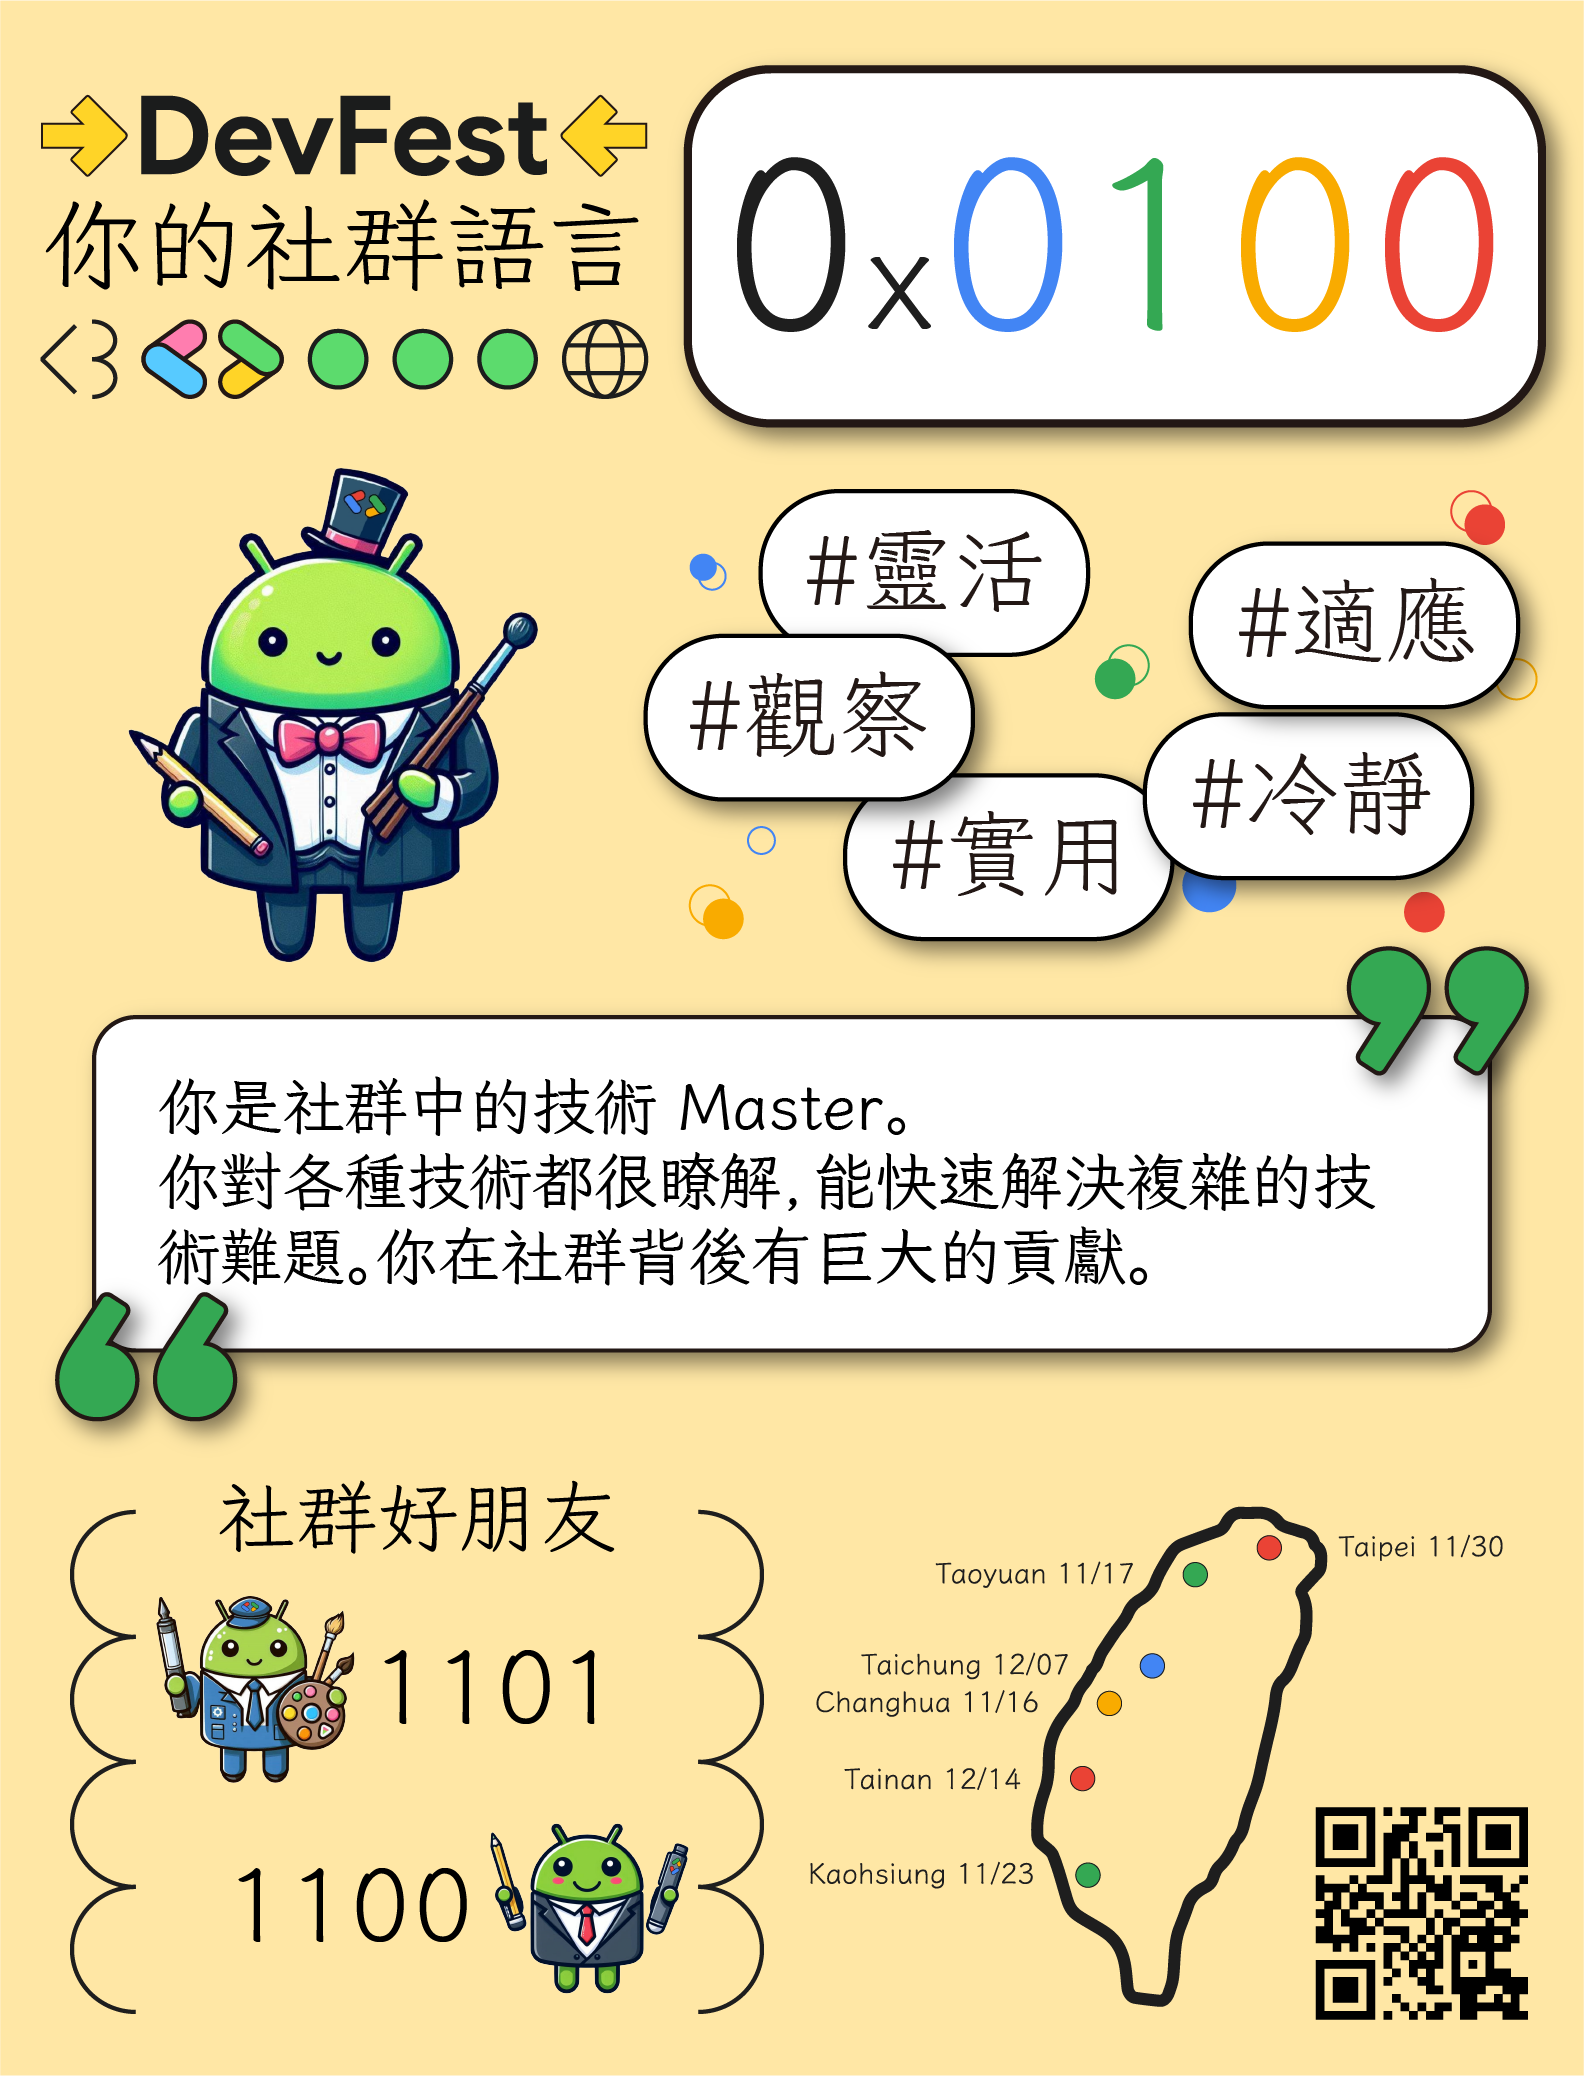 DevFest
你的社群語言
0x0100
#靈活
#適應
#觀察
#冷靜
#實用
你是社群中的技術 Master。
你對各種技術都很瞭解,能快速解決複雜的技
術難題。你在社群背後有巨大的貢獻。
社群好朋友
1101
1100
Taipei 11/30
Taoyuan 11/17
Taichung 12/07
Changhua 11/16
Tainan 12/14
Kaohsiung 11/23